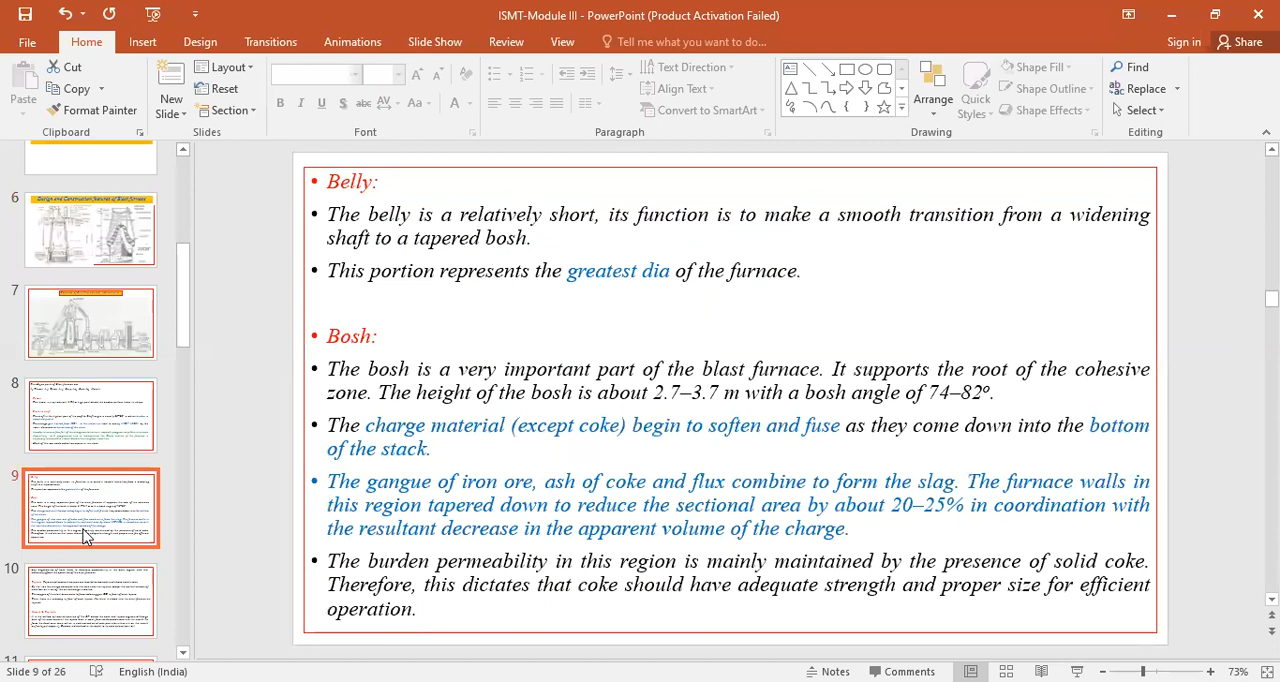 ISMT-Module III - PowerPoint (Product Activation Failed)
File Home Insert Design Transitions Animations Slide Show Review View Tell me what you want to do... Sign in Share
Paste
Cut
Copy
Format Painter
Clipboard
New
Slide
Layout
Reset
Section
Slides
B I U S abc AV Aa A
Font
Text Direction
Align Text
Convert to SmartArt
Paragraph
Arrange
Quick
Styles
Shape Fill
Shape Outline
Shape Effects
Drawing
Find
Replace
Select
Editing
6
Design and Construction features of Blast furnace
7
8
9
10
11
• Belly:
• The belly is a relatively short, its function is to make a smooth transition from a widening
shaft to a tapered bosh.
• This portion represents the greatest dia of the furnace.
• Bosh:
• The bosh is a very important part of the blast furnace. It supports the root of the cohesive
zone. The height of the bosh is about 2.7–3.7 m with a bosh angle of 74–82º.
• The charge material (except coke) begin to soften and fuse as they come down into the bottom
of the stack.
• The gangue of iron ore, ash of coke and flux combine to form the slag. The furnace walls in
this region tapered down to reduce the sectional area by about 20–25% in coordination with
the resultant decrease in the apparent volume of the charge.
• The burden permeability in this region is mainly maintained by the presence of solid coke.
Therefore, this dictates that coke should have adequate strength and proper size for efficient
operation.
Slide 9 of 26 English (India) Notes Comments 73%